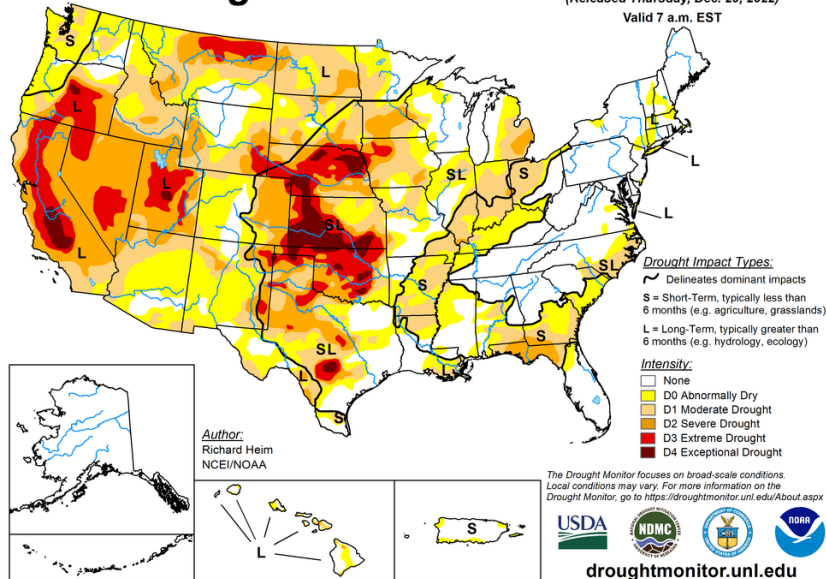 (Released Thursday, Dec. 29, 2022)
Valid 7 a.m. EST
S
L
L
L
L
SL
SL
SL
S
L
L
L
S
SL
S
L
L
S
Drought Impact Types:
Delineates dominant impacts
S = Short-Term, typically less than
6 months (e.g. agriculture, grasslands)
L = Long-Term, typically greater than
6 months (e.g. hydrology, ecology)
Intensity:
None
D0 Abnormally Dry
D1 Moderate Drought
D2 Severe Drought
D3 Extreme Drought
D4 Exceptional Drought
Author:
Richard Heim
NCEI/NOAA
L
S
The Drought Monitor focuses on broad-scale conditions.
Local conditions may vary. For more information on the
Drought Monitor, go to https://droughtmonitor.unl.edu/About.aspx
USDA
NDMC
NOAA
droughtmonitor.unl.edu